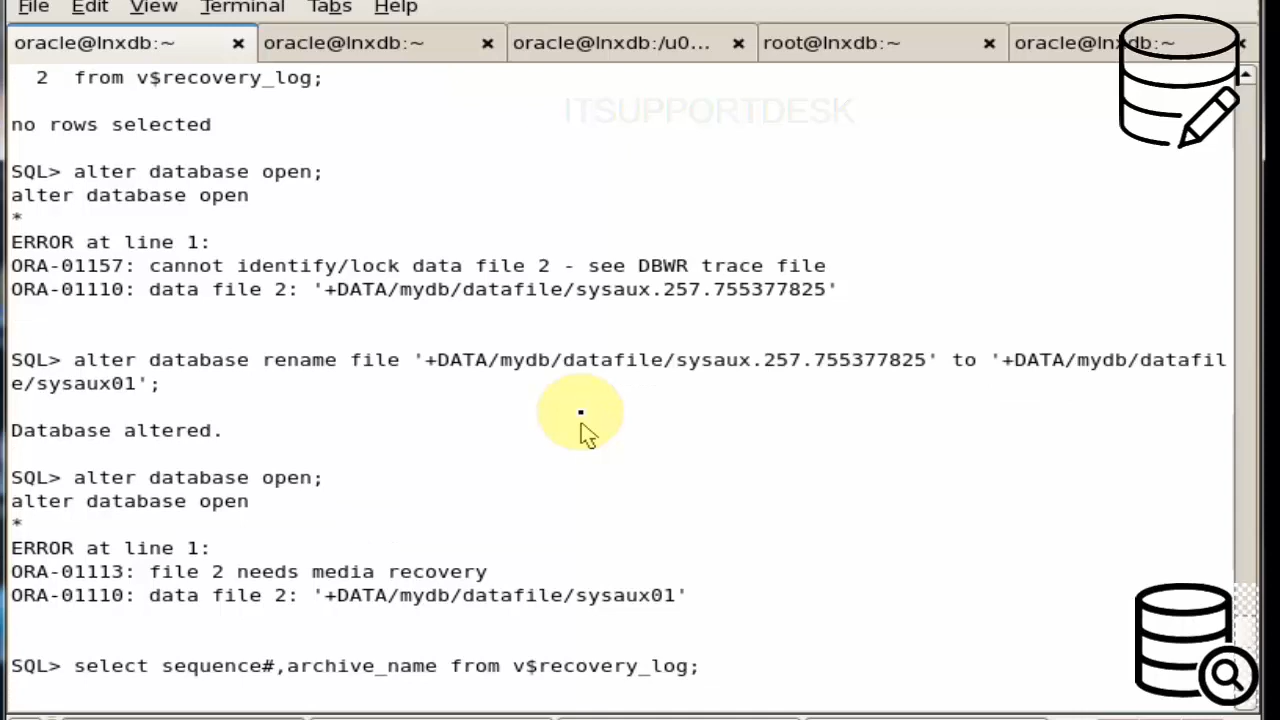 File Edit View Terminal Tabs Help
oracle@lnxdb:~ oracle@lnxdb:~ oracle@lnxdb:/u0... root@lnxdb:~ oracle@lnxdb:~
2 from v$recovery_log;
ITSUPPORTDESK
no rows selected
SQL> alter database open;
alter database open
*
ERROR at line 1:
ORA-01157: cannot identify/lock data file 2 - see DBWR trace file
ORA-01110: data file 2: '+DATA/mydb/datafile/sysaux.257.755377825'
SQL> alter database rename file '+DATA/mydb/datafile/sysaux.257.755377825' to '+DATA/mydb/datafil
e/sysaux01';
Database altered.
SQL> alter database open;
alter database open
*
ERROR at line 1:
ORA-01113: file 2 needs media recovery
ORA-01110: data file 2: '+DATA/mydb/datafile/sysaux01'
SQL> select sequence#,archive_name from v$recovery_log;